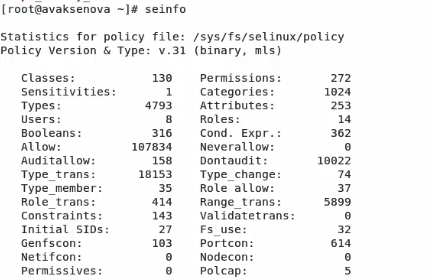 [root@avaksenova ~]# seinfo
Statistics for policy file: /sys/fs/selinux/policy
Policy Version & Type: v.31 (binary, mls)
Classes: 130 Permissions: 272
Sensitivities: 1 Categories: 1024
Types: 4793 Attributes: 253
Users: 8 Roles: 14
Booleans: 316 Cond. Expr.: 362
Allow: 107834 Neverallow: 0
Auditallow: 158 Dontaudit: 10022
Type_trans: 18153 Type_change: 74
Type_member: 35 Role allow: 37
Role_trans: 414 Range_trans: 5899
Constraints: 143 Validatetrans: 0
Initial SIDs: 27 Fs_use: 32
Genfscon: 103 Portcon: 614
Netifcon: 0 Nodecon: 0
Permissives: 0 Polcap: 5